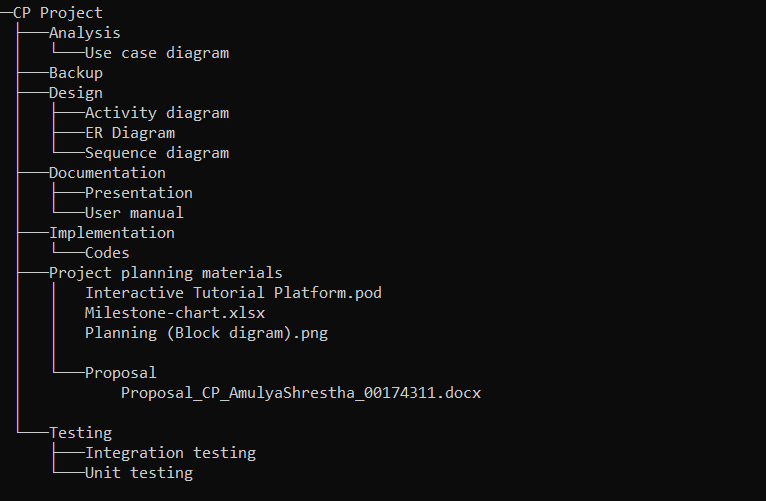 CP Project
Analysis
Use case diagram
Backup
Design
Activity diagram
ER Diagram
Sequence diagram
Documentation
Presentation
User manual
Implementation
Codes
Project planning materials
Interactive Tutorial Platform.pod
Milestone-chart.xlsx
Planning (Block digram).png
Proposal
Proposal_CP_AmulyaShrestha_00174311.docx
Testing
Integration testing
Unit testing